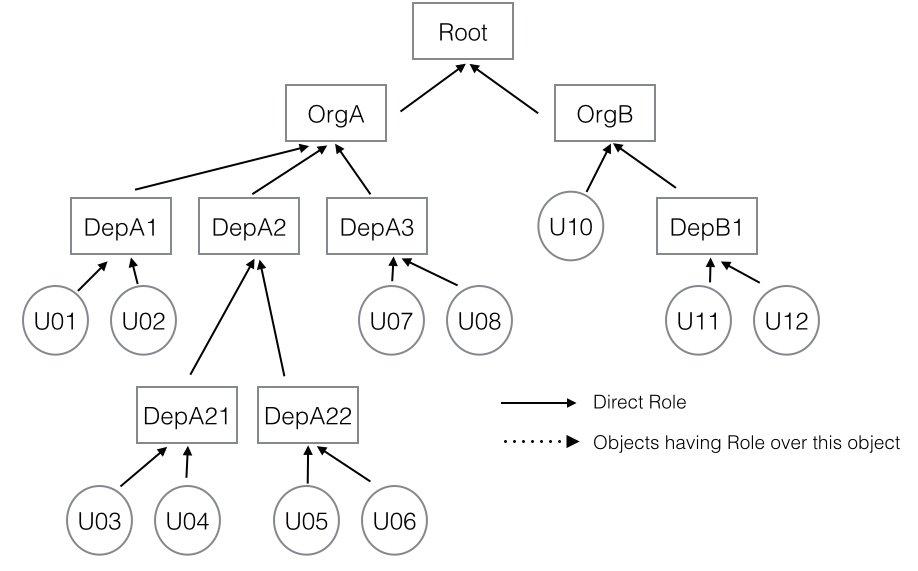 Root
OrgA
OrgB
DepA1
DepA2
DepA3
U10
DepB1
U01
U02
U07
U08
U11
U12
DepA21
DepA22
Direct Role
Objects having Role over this object
U03
U04
U05
U06